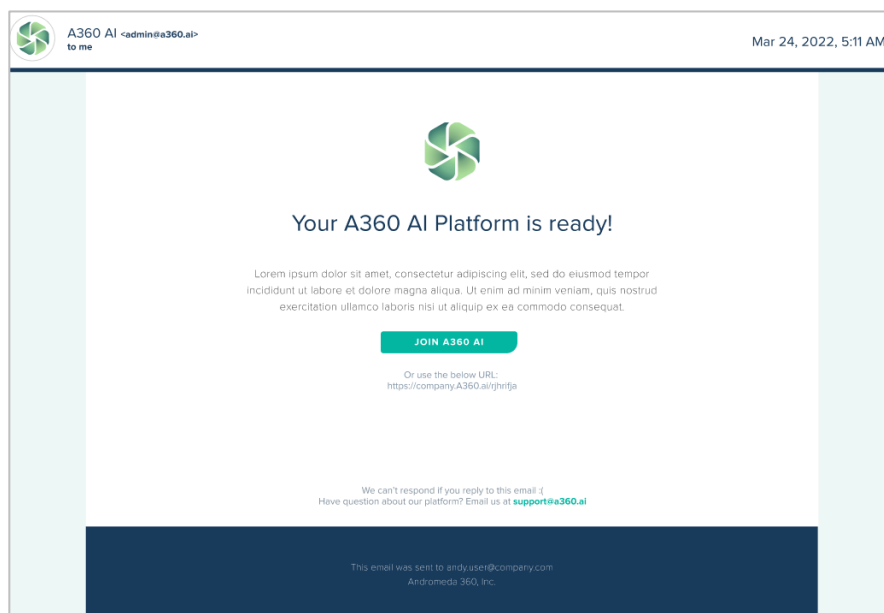 A360 AI <admin@a360.ai>
to me
Mar 24, 2022, 5:11 AM
Your A360 AI Platform is ready!
Lorem ipsum dolor sit amet, consectetur adipiscing elit, sed do eiusmod tempor
incididunt ut labore et dolore magna aliqua. Ut enim ad minim veniam, quis nostrud
exercitation ullamco laboris nisi ut aliquip ex ea commodo consequat.
JOIN A360 AI
Or use the below URL:
https://company.A360.ai/rjhrifja
We can't respond if you reply to this email :(
Have question about our platform? Email us at support@a360.ai
This email was sent to andy.user@company.com
Andromeda 360, Inc.